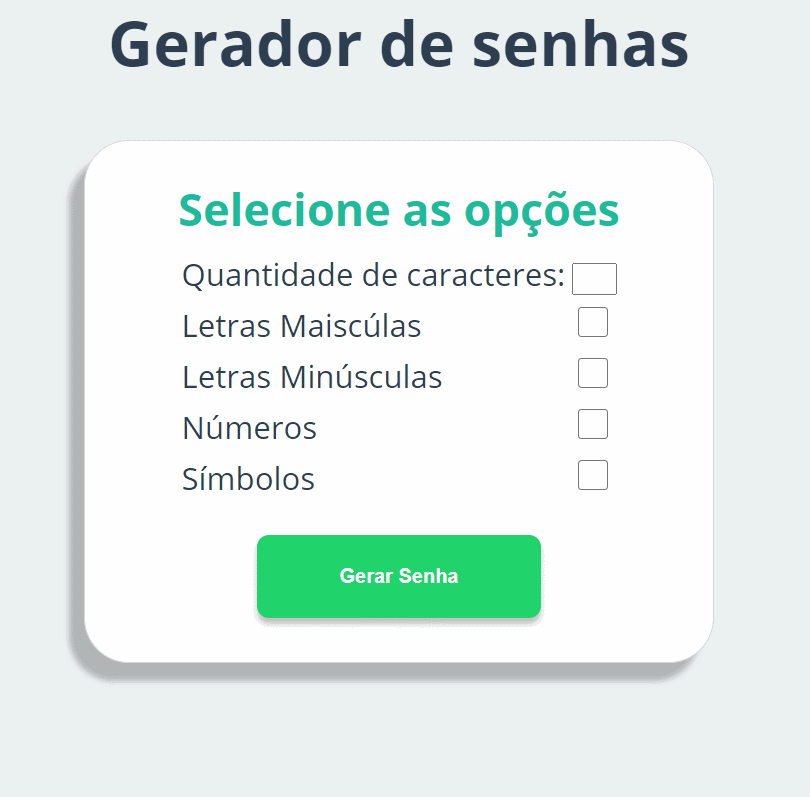 Gerador de senhas
Selecione as opções
Quantidade de caracteres:
Letras Maiscúlas
Letras Minúsculas
Números
Símbolos
Gerar Senha